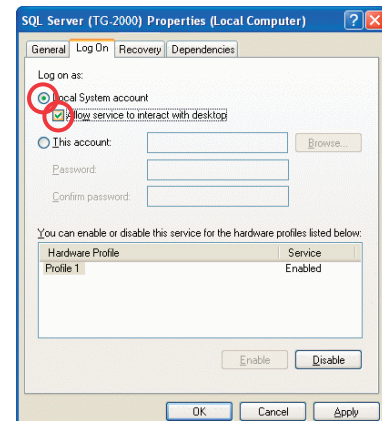 SQL Server (TG-2000) Properties (Local Computer)
General Log On Recovery Dependencies
Log on as:
Local System account
Allow service to interact with desktop
This account: Browse...
Password:
Confirm password:
You can enable or disable this service for the hardware profiles listed below:
Hardware Profile Service
Profile 1 Enabled
Enable Disable
OK Cancel Apply